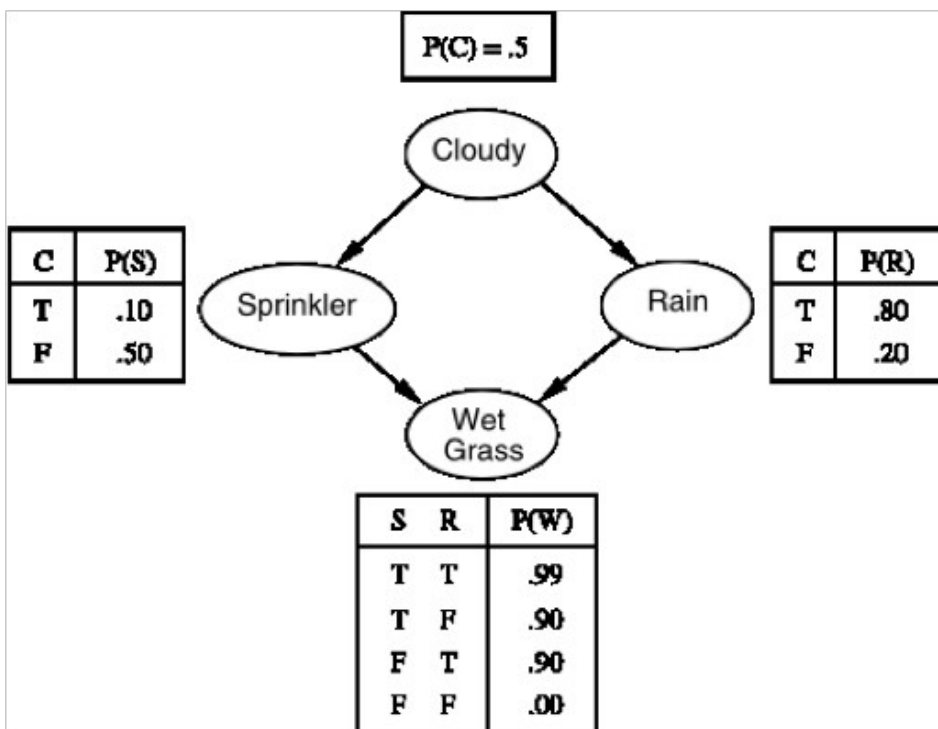 P(C) = .5
Cloudy
C P(S)
T .10
F .50
Sprinkler
Rain
C P(R)
T .80
F .20
Wet
Grass
S R P(W)
T T .99
T F .90
F T .90
F F .00